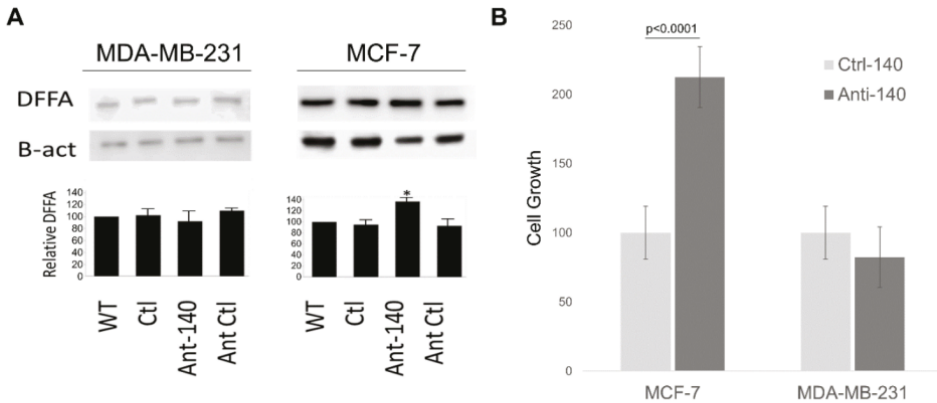 A
MDA-MB-231
MCF-7
DFFA
B-act
Relative DFFA
140
120
100
80
60
40
20
0
WT
Ctl
Ant-140
Ant Ctl
*
140
120
100
80
60
40
20
0
WT
Ctl
Ant-140
Ant Ctl
B
Cell Growth
250
200
150
100
50
0
p<0.0001
Ctrl-140
Anti-140
MCF-7
MDA-MB-231